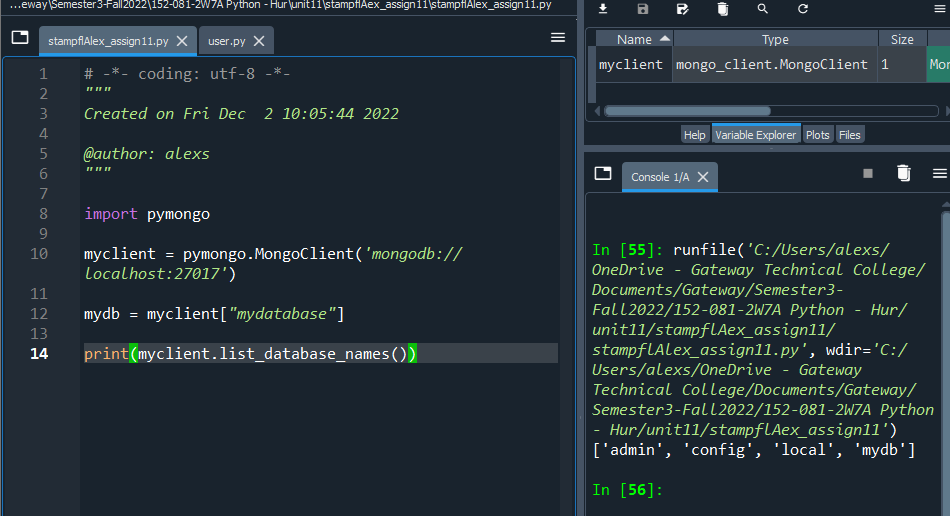 ...eway\Semester3-Fall2022\152-081-2W7A Python - Hur\unit11\stampflAex_assign11\stampflAlex_assign11.py
stampflAlex_assign11.py
user.py
1 # -*- coding: utf-8 -*-
2 """
3 Created on Fri Dec  2 10:05:44 2022
4
5 @author: alexs
6 """
7
8 import pymongo
9
10 myclient = pymongo.MongoClient('mongodb://
localhost:27017')
11
12 mydb = myclient["mydatabase"]
13
14 print(myclient.list_database_names())
Name Type Size
myclient mongo_client.MongoClient 1 Mo
Help Variable Explorer Plots Files
Console 1/A
In [55]: runfile('C:/Users/alexs/
OneDrive - Gateway Technical College/
Documents/Gateway/Semester3-
Fall2022/152-081-2W7A Python - Hur/
unit11/stampflAex_assign11/
stampflAlex_assign11.py', wdir='C:/
Users/alexs/OneDrive - Gateway
Technical College/Documents/Gateway/
Semester3-Fall2022/152-081-2W7A Python
- Hur/unit11/stampflAex_assign11')
['admin', 'config', 'local', 'mydb']
In [56]: